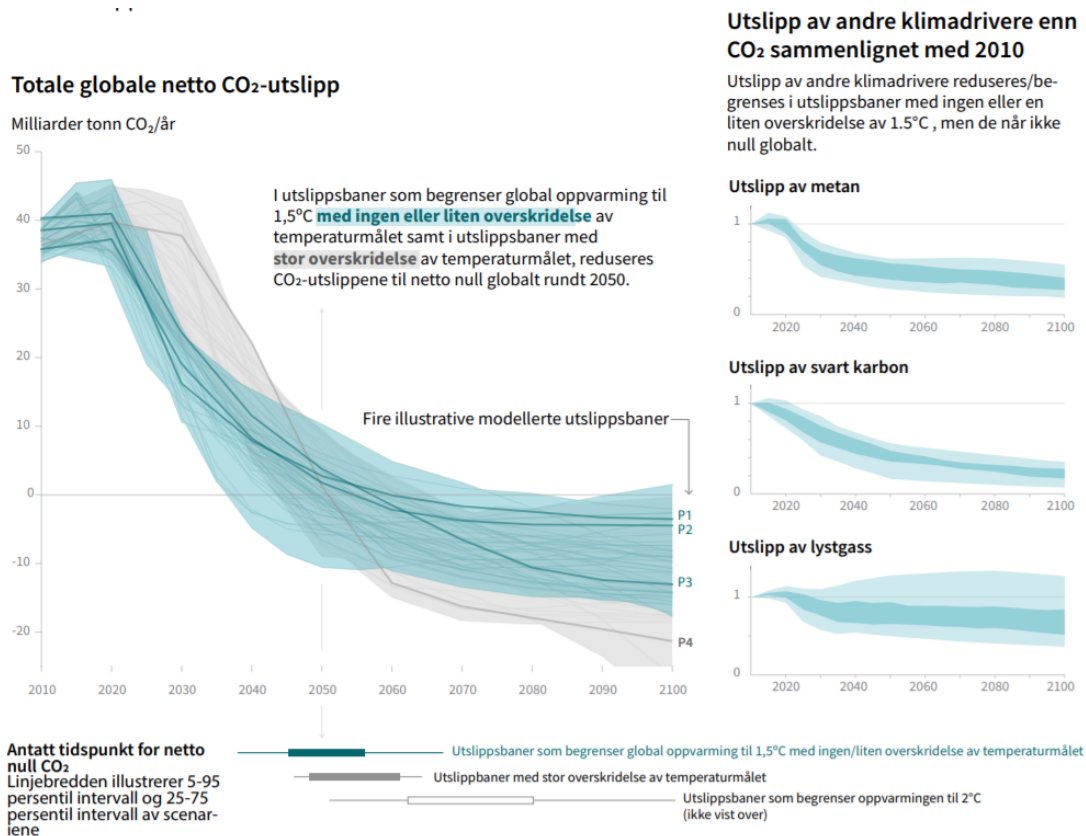 Totale globale netto CO₂-utslipp
Milliarder tonn CO₂/år
50
40
30
20
10
0
-10
-20
2010
2020
2030
2040
2050
2060
2070
2080
2090
2100
I utslippsbaner som begrenser global oppvarming til
1,5°C med ingen eller liten overskridelse av
temperaturmålet samt i utslippsbaner med
stor overskridelse av temperaturmålet, reduseres
CO₂-utslippene til netto null globalt rundt 2050.
Fire illustrative modellerte utslippsbaner
P1
P2
P3
P4
Utslipp av andre klimadrivere enn
CO₂ sammenlignet med 2010
Utslipp av andre klimadrivere reduseres/be-
grenses i utslippsbaner med ingen eller en
liten overskridelse av 1.5°C , men de når ikke
null globalt.
Utslipp av metan
1
0
2020
2040
2060
2080
2100
Utslipp av svart karbon
1
0
2020
2040
2060
2080
2100
Utslipp av lystgass
1
0
2020
2040
2060
2080
2100
Antatt tidspunkt for netto
null CO₂
Linjebredden illustrerer 5-95
persentil intervall og 25-75
persentil intervall av scenar-
iene
Utslippsbaner som begrenser global oppvarming til 1,5°C med ingen/liten overskridelse av temperaturmålet
Utslippbaner med stor overskridelse av temperaturmålet
Utslippsbaner som begrenser oppvarmingen til 2°C
(ikke vist over)